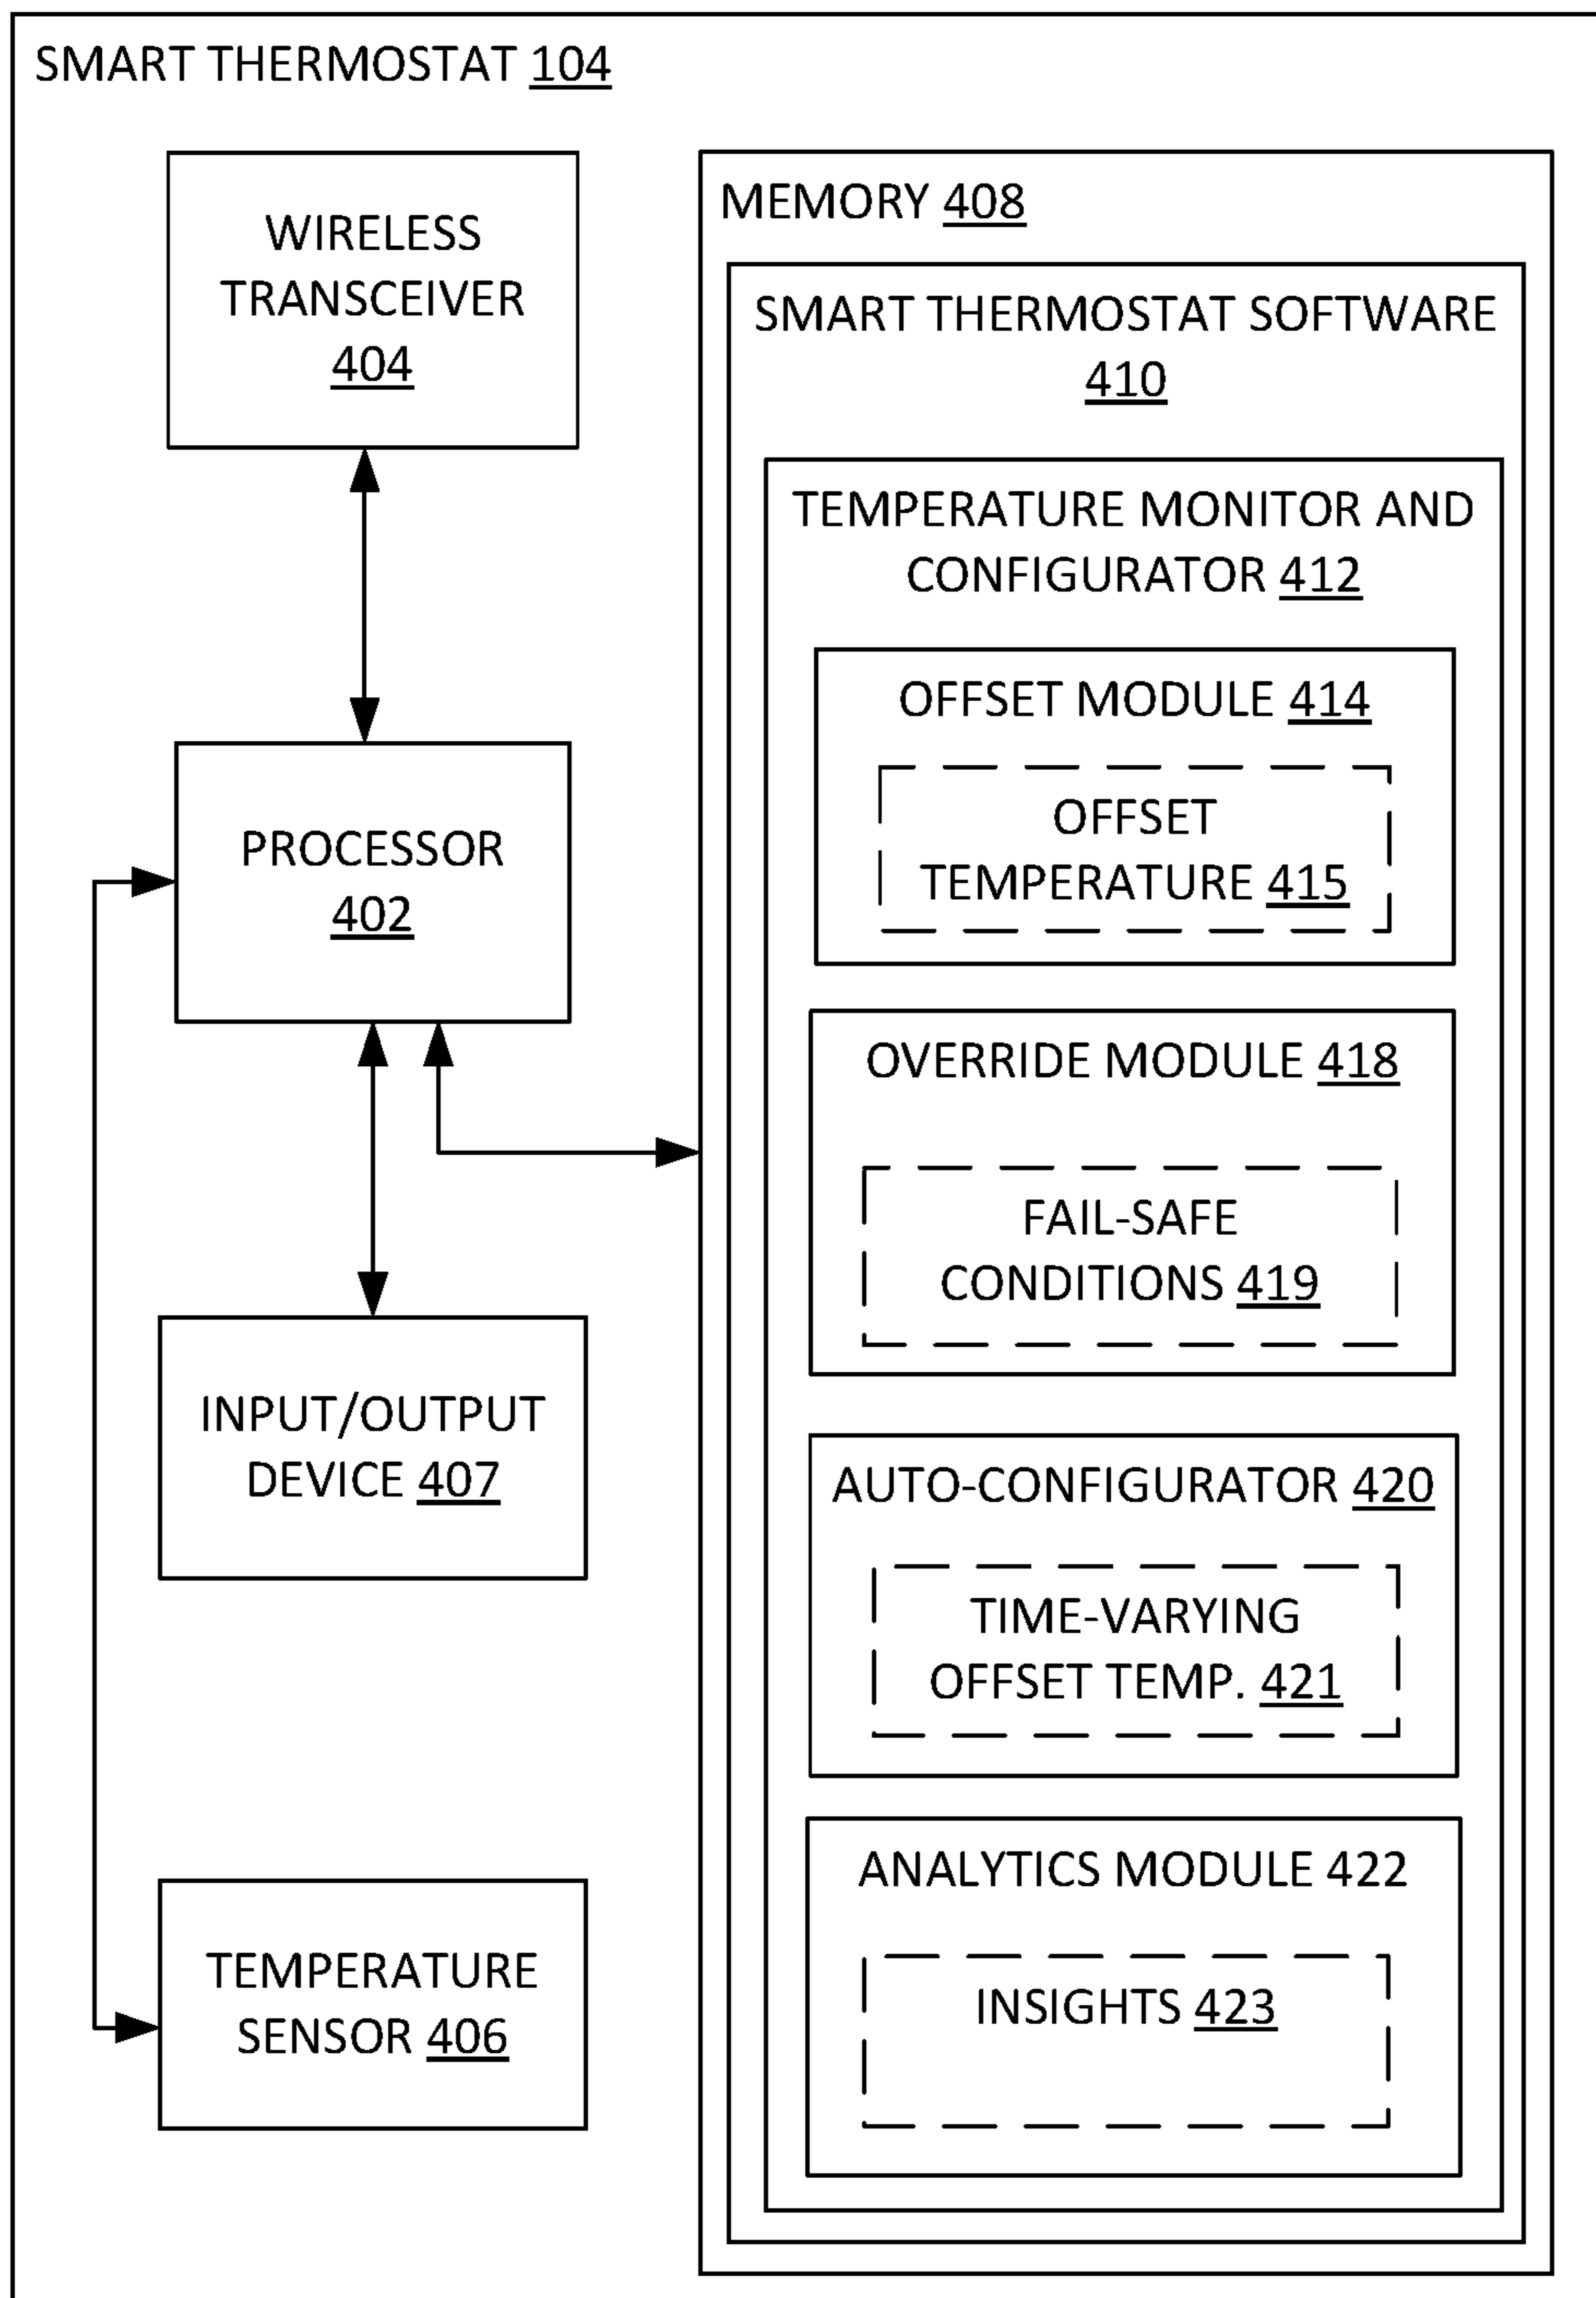 SMART THERMOSTAT 104
WIRELESS
TRANSCEIVER
404
PROCESSOR
402
INPUT/OUTPUT
DEVICE 407
TEMPERATURE
SENSOR 406
MEMORY 408
SMART THERMOSTAT SOFTWARE
410
TEMPERATURE MONITOR AND
CONFIGURATOR 412
OFFSET MODULE 414
OFFSET
TEMPERATURE 415
OVERRIDE MODULE 418
FAIL-SAFE
CONDITIONS 419
AUTO-CONFIGURATOR 420
TIME-VARYING
OFFSET TEMP. 421
ANALYTICS MODULE 422
INSIGHTS 423